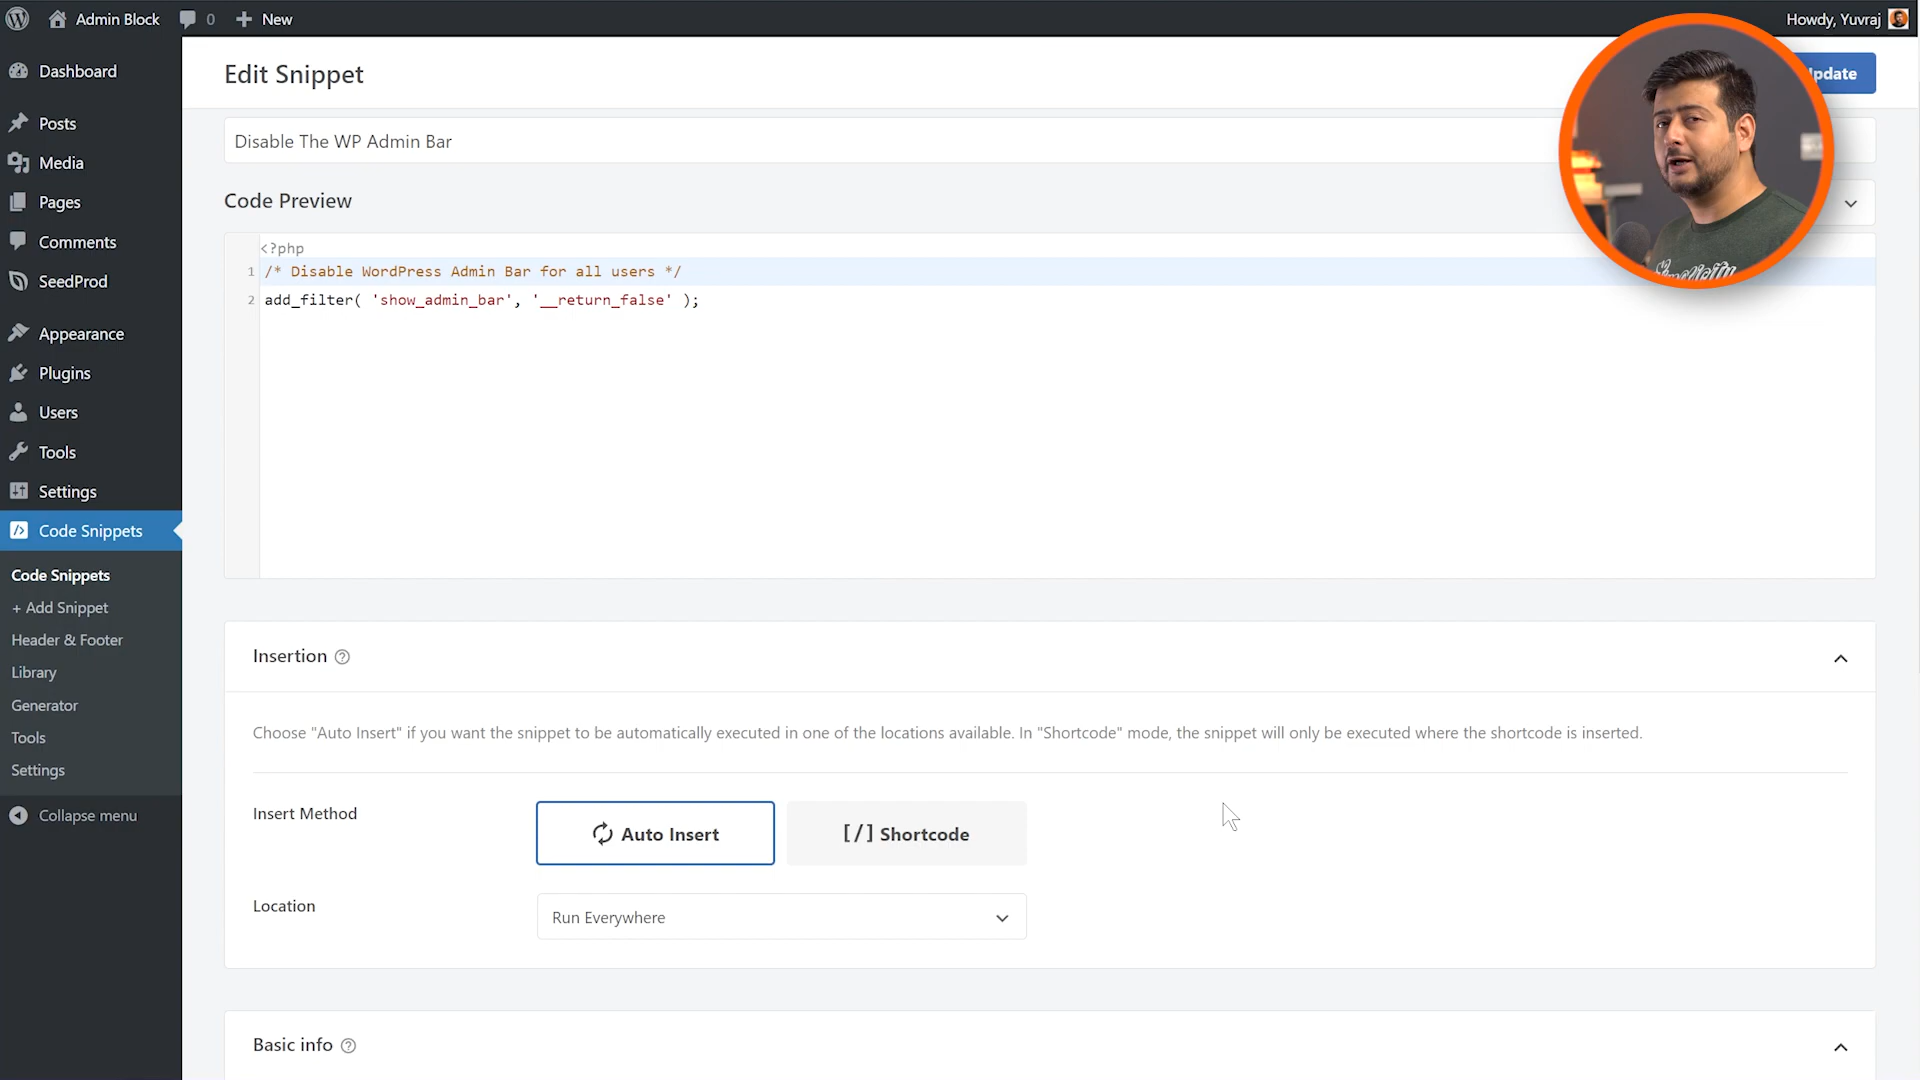 Admin Block
0
New
Howdy, Yuvraj
Dashboard
Posts
Media
Pages
Comments
SeedProd
Appearance
Plugins
Users
Tools
Settings
Code Snippets
Code Snippets
+ Add Snippet
Header & Footer
Library
Generator
Tools
Settings
Collapse menu
Edit Snippet
pdate
Disable The WP Admin Bar
Code Preview
<?php
1 /* Disable WordPress Admin Bar for all users */
2 add_filter( 'show_admin_bar', '__return_false' );
Insertion ?
Choose "Auto Insert" if you want the snippet to be automatically executed in one of the locations available. In "Shortcode" mode, the snippet will only be executed where the shortcode is inserted.
Insert Method
Auto Insert
[/] Shortcode
Location
Run Everywhere
Basic info ?